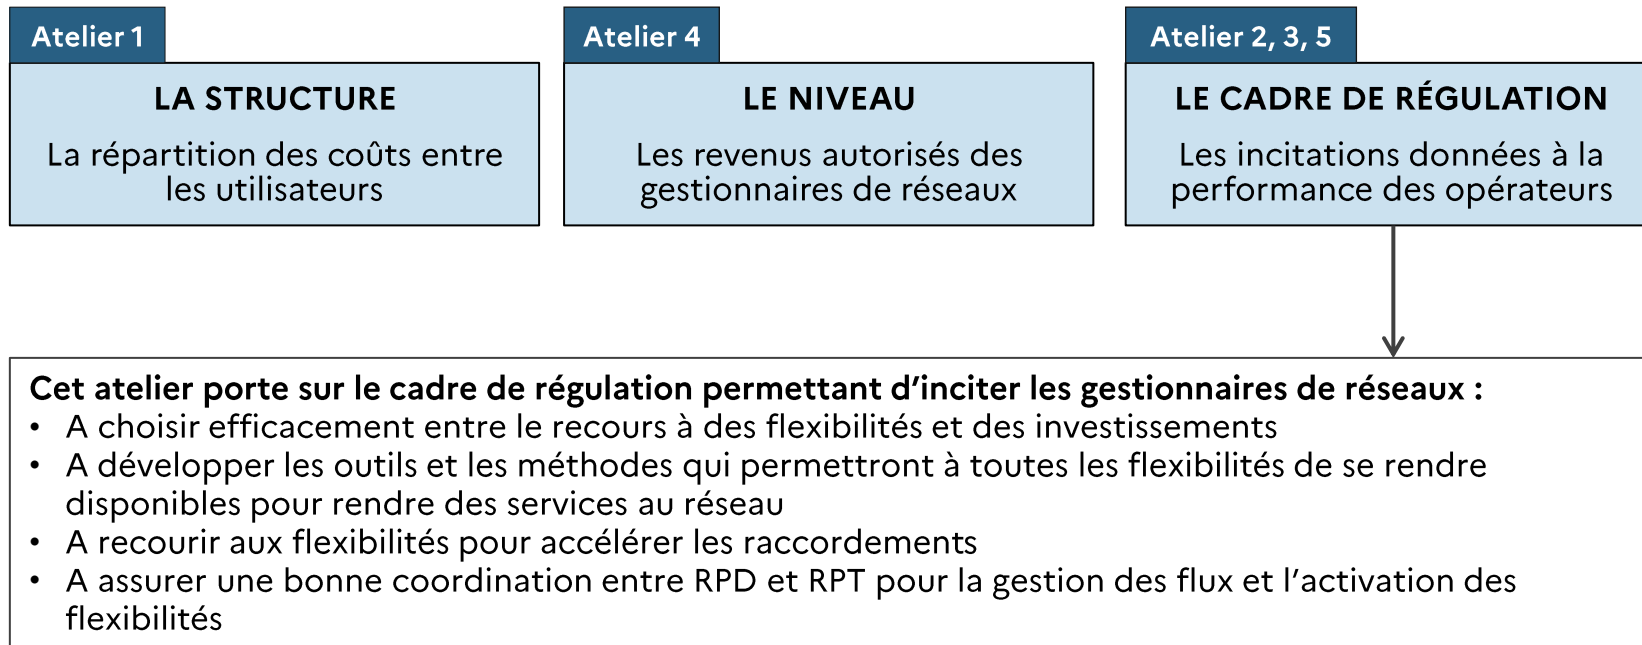 Atelier 1
LA STRUCTURE
La répartition des coûts entre
les utilisateurs
Atelier 4
LE NIVEAU
Les revenus autorisés des
gestionnaires de réseaux
Atelier 2, 3, 5
LE CADRE DE RÉGULATION
Les incitations données à la
performance des opérateurs
Cet atelier porte sur le cadre de régulation permettant d'inciter les gestionnaires de réseaux :
• A choisir efficacement entre le recours à des flexibilités et des investissements
• A développer les outils et les méthodes qui permettront à toutes les flexibilités de se rendre
disponibles pour rendre des services au réseau
• A recourir aux flexibilités pour accélérer les raccordements
• A assurer une bonne coordination entre RPD et RPT pour la gestion des flux et l'activation des
flexibilités